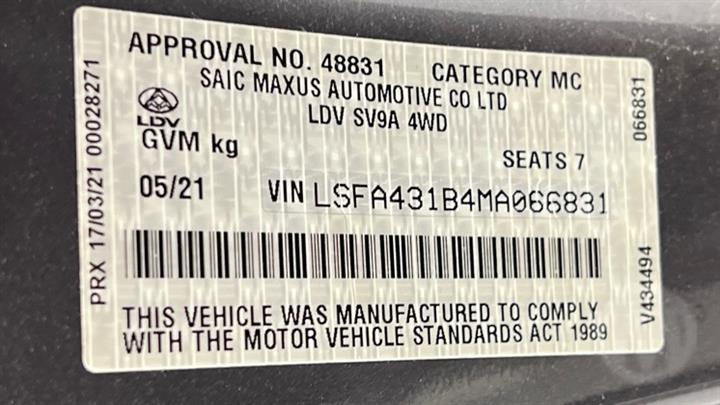 APPROVAL NO. 48831 CATEGORY MC
SAIC MAXUS AUTOMOTIVE CO LTD
LDV SV9A 4WD
LDV
GVM kg
SEATS 7
05/21 VIN LSFA431B4MA066831
THIS VEHICLE WAS MANUFACTURED TO COMPLY
WITH THE MOTOR VEHICLE STANDARDS ACT 1989
PRX 17/03/21 00028271
066831
V434494